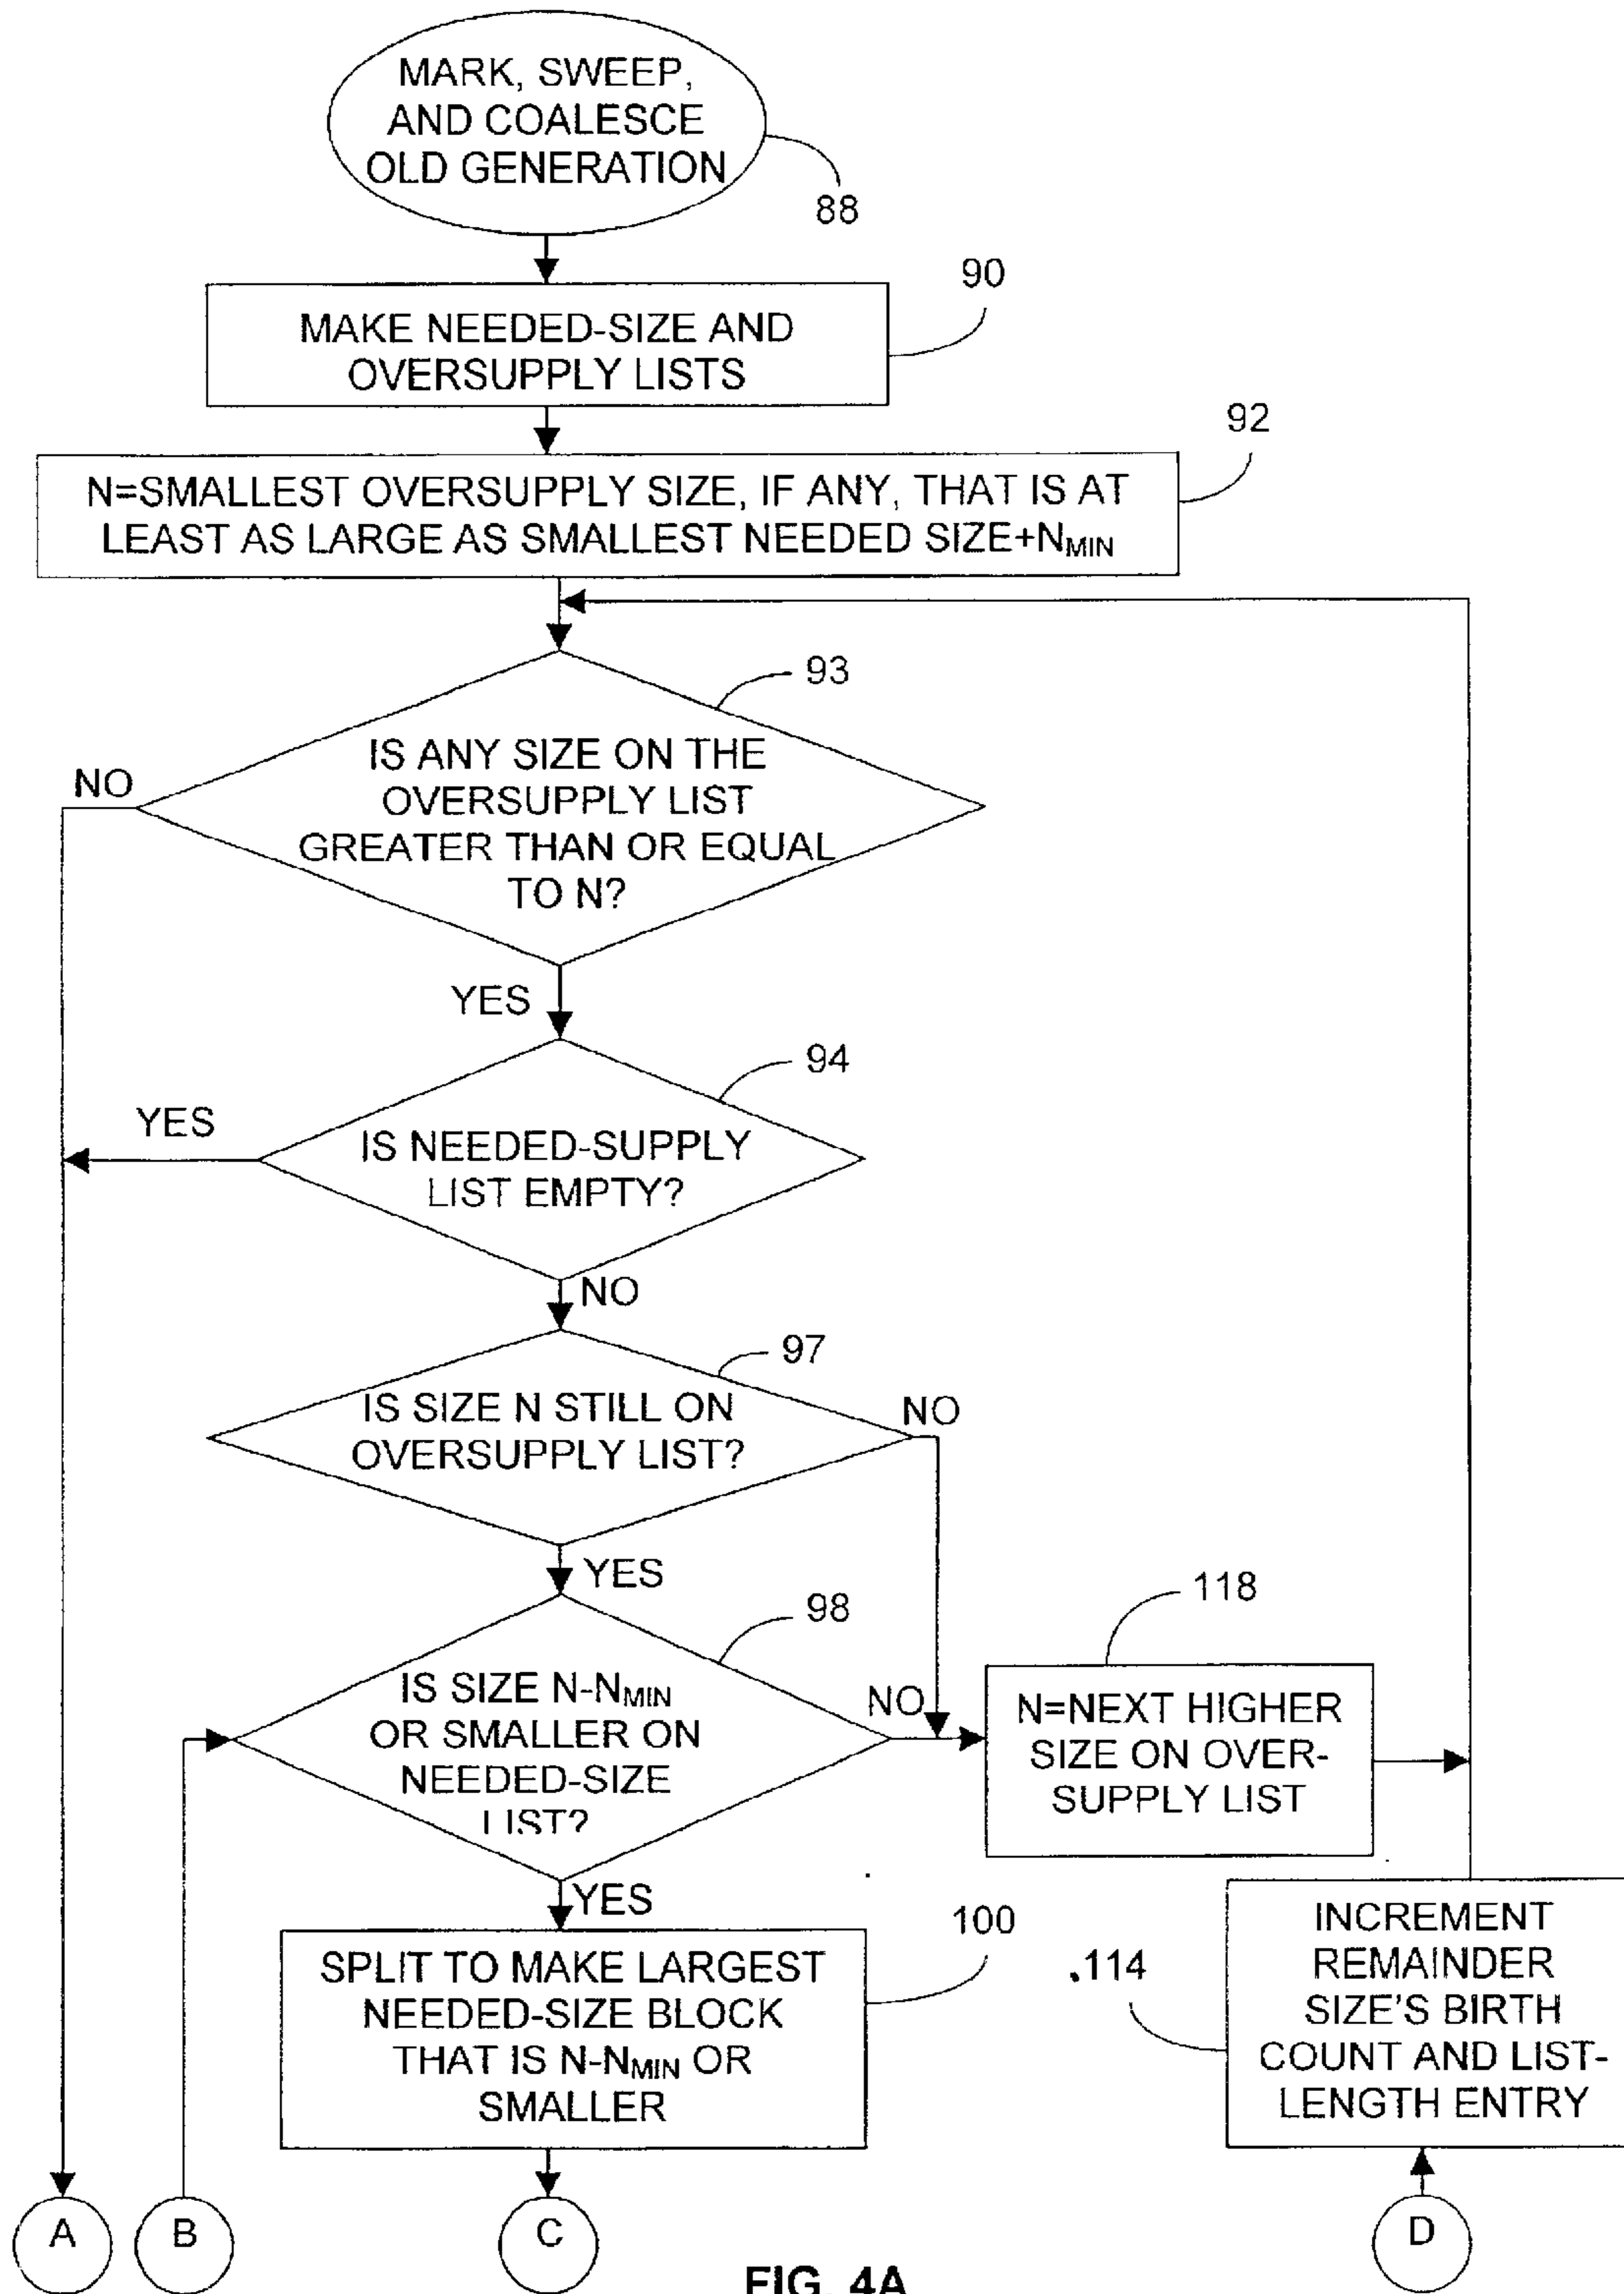 MARK, SWEEP,
AND COALESCE
OLD GENERATION
88
90
MAKE NEEDED-SIZE AND
OVERSUPPLY LISTS
92
N=SMALLEST OVERSUPPLY SIZE, IF ANY, THAT IS AT
LEAST AS LARGE AS SMALLEST NEEDED SIZE+NMIN
93
IS ANY SIZE ON THE
OVERSUPPLY LIST
GREATER THAN OR EQUAL
TO N?
NO
YES
94
IS NEEDED-SUPPLY
LIST EMPTY?
YES
NO
97
IS SIZE N STILL ON
OVERSUPPLY LIST?
NO
YES
98
IS SIZE N-NMIN
OR SMALLER ON
NEEDED-SIZE
LIST?
NO
YES
118
N=NEXT HIGHER
SIZE ON OVER-
SUPPLY LIST
100
SPLIT TO MAKE LARGEST
NEEDED-SIZE BLOCK
THAT IS N-NMIN OR
SMALLER
114
INCREMENT
REMAINDER
SIZE'S BIRTH
COUNT AND LIST-
LENGTH ENTRY
A
B
C
D
FIG. 4A